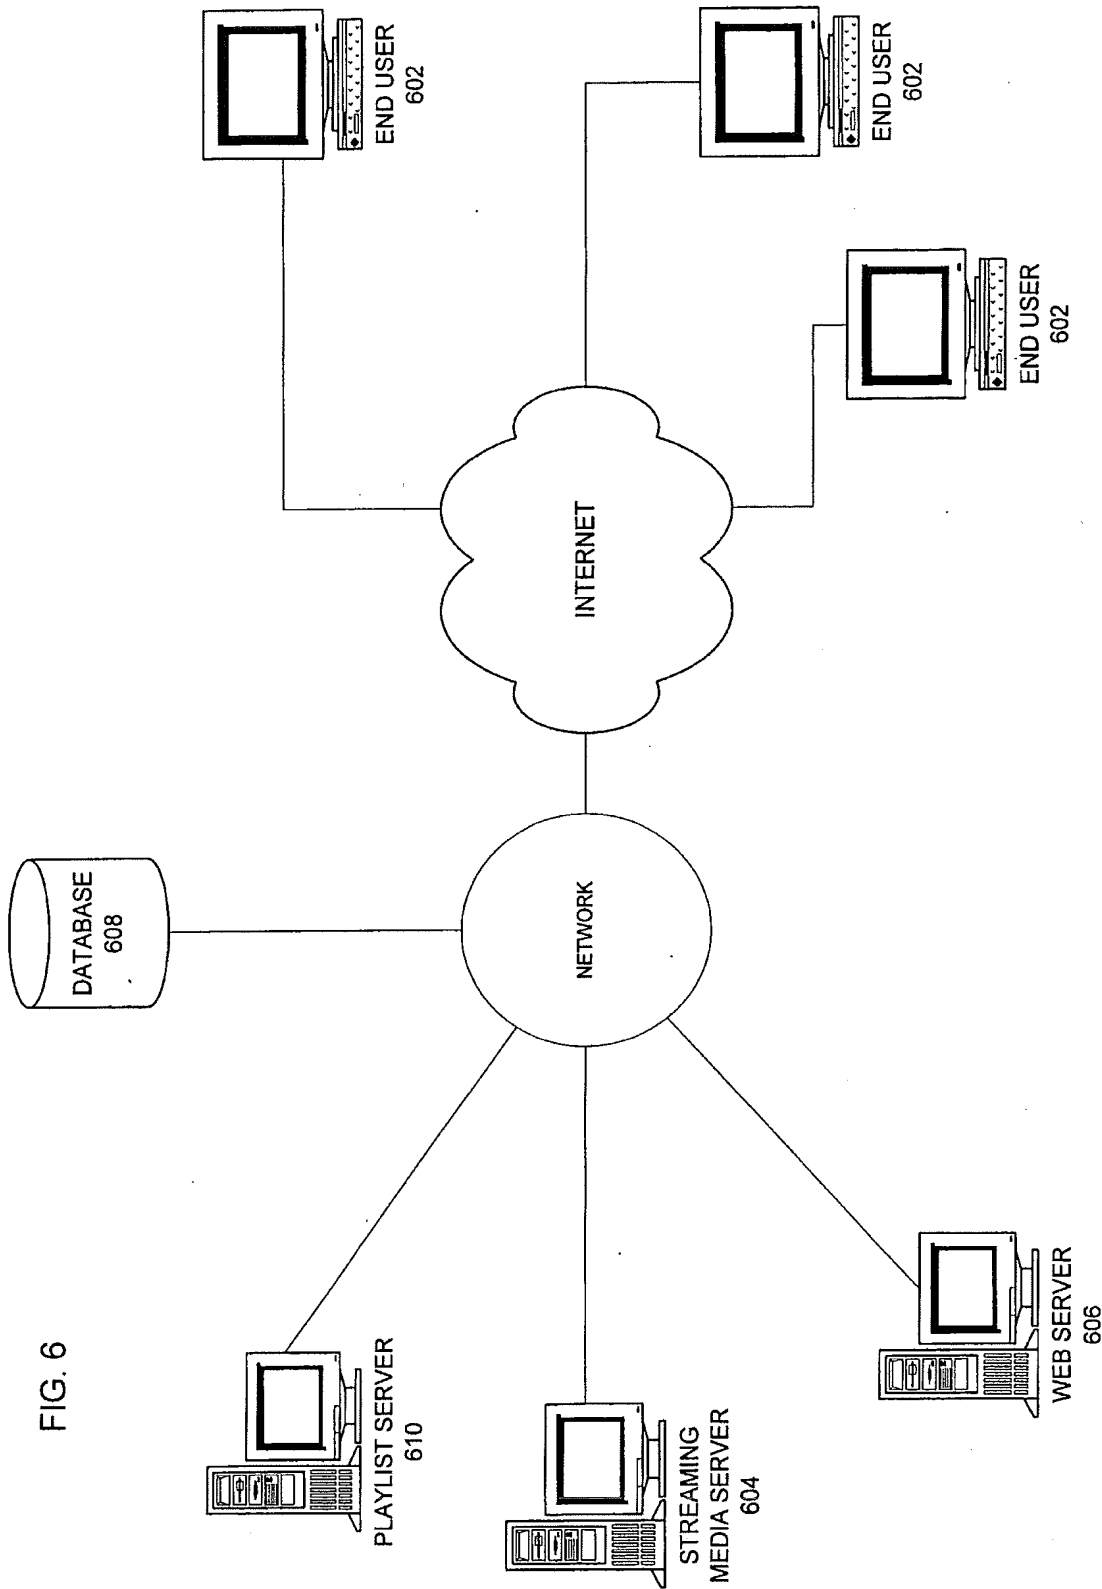 FIG. 6
PLAYLIST SERVER
610
STREAMING
MEDIA SERVER
604
WEB SERVER
606
DATABASE
608
NETWORK
INTERNET
END USER
602
END USER
602
END USER
602